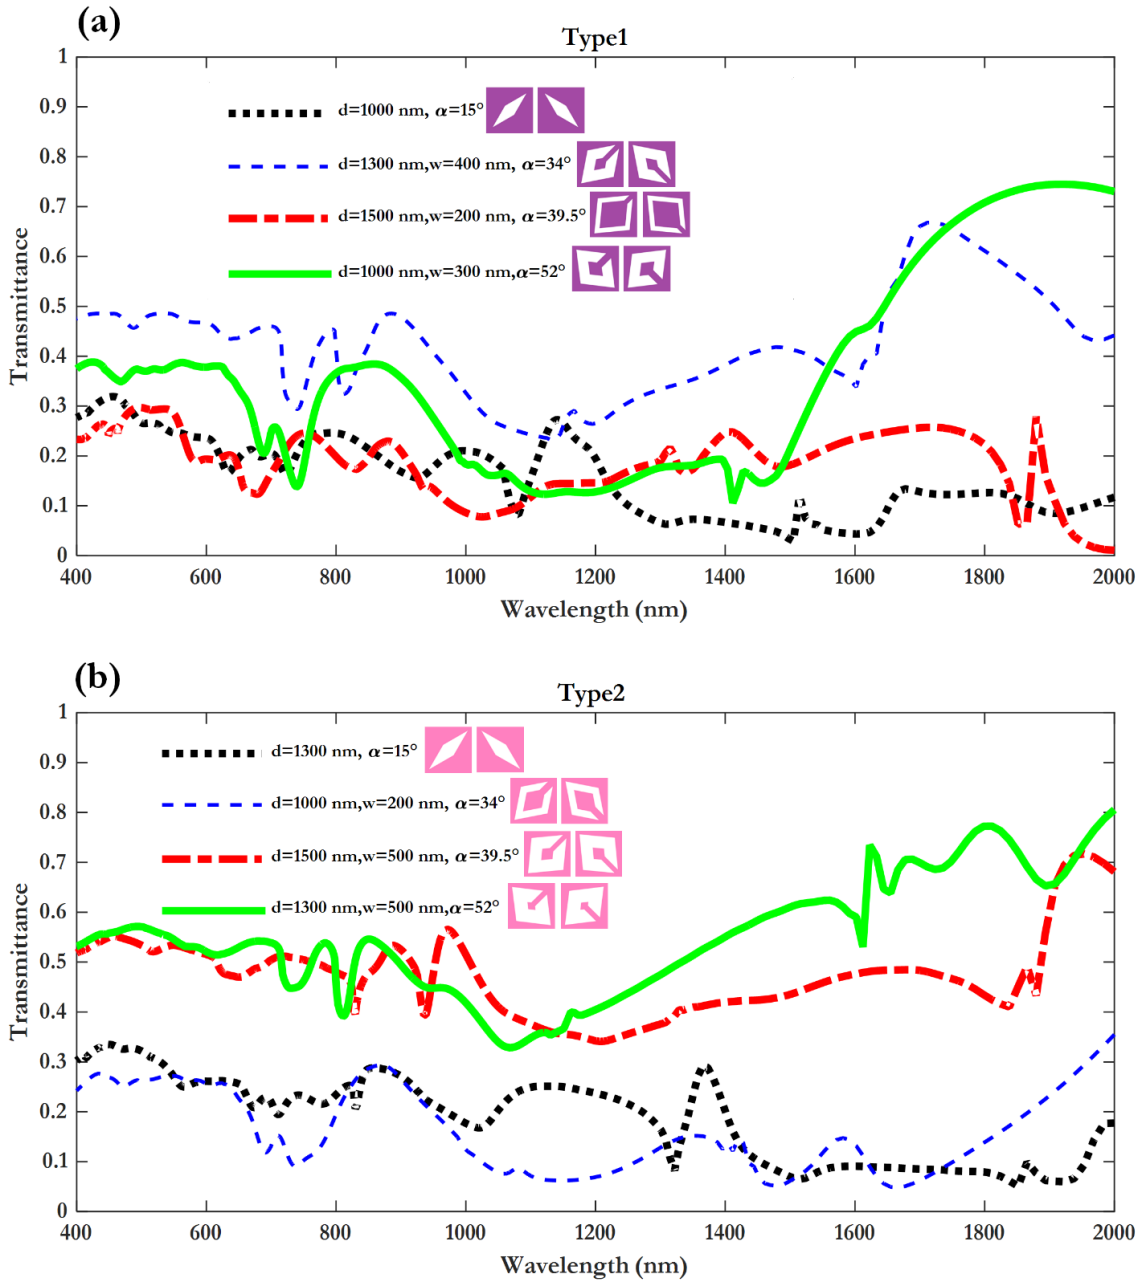 (a)
Type1
1
0.9
0.8
0.7
0.6
0.5
0.4
0.3
0.2
0.1
0
Transmittance
d=1000 nm, α=15°
d=1300 nm,w=400 nm, α=34°
d=1500 nm,w=200 nm, α=39.5°
d=1000 nm,w=300 nm,α=52°
400 600 800 1000 1200 1400 1600 1800 2000
Wavelength (nm)
(b)
Type2
1
0.9
0.8
0.7
0.6
0.5
0.4
0.3
0.2
0.1
0
Transmittance
d=1300 nm, α=15°
d=1000 nm,w=200 nm, α=34°
d=1500 nm,w=500 nm, α=39.5°
d=1300 nm,w=500 nm,α=52°
400 600 800 1000 1200 1400 1600 1800 2000
Wavelength (nm)